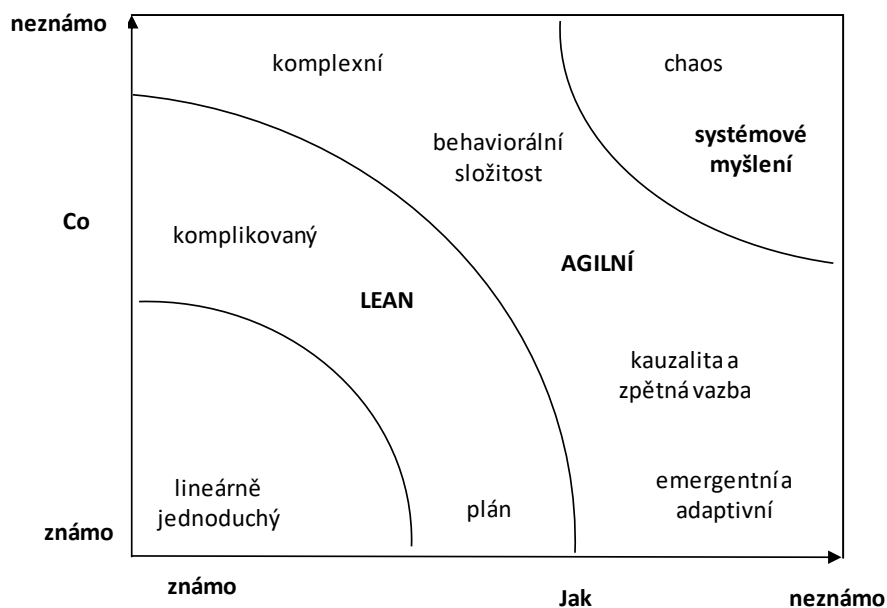 neznámo
komplexní
chaos
behaviorální
složitost
systémové
myšlení
Co
komplikovaný
AGILNÍ
LEAN
kauzalita a
zpětná vazba
lineárně
jednoduchý
plán
emergentní a
adaptivní
známo
známo
Jak
neznámo